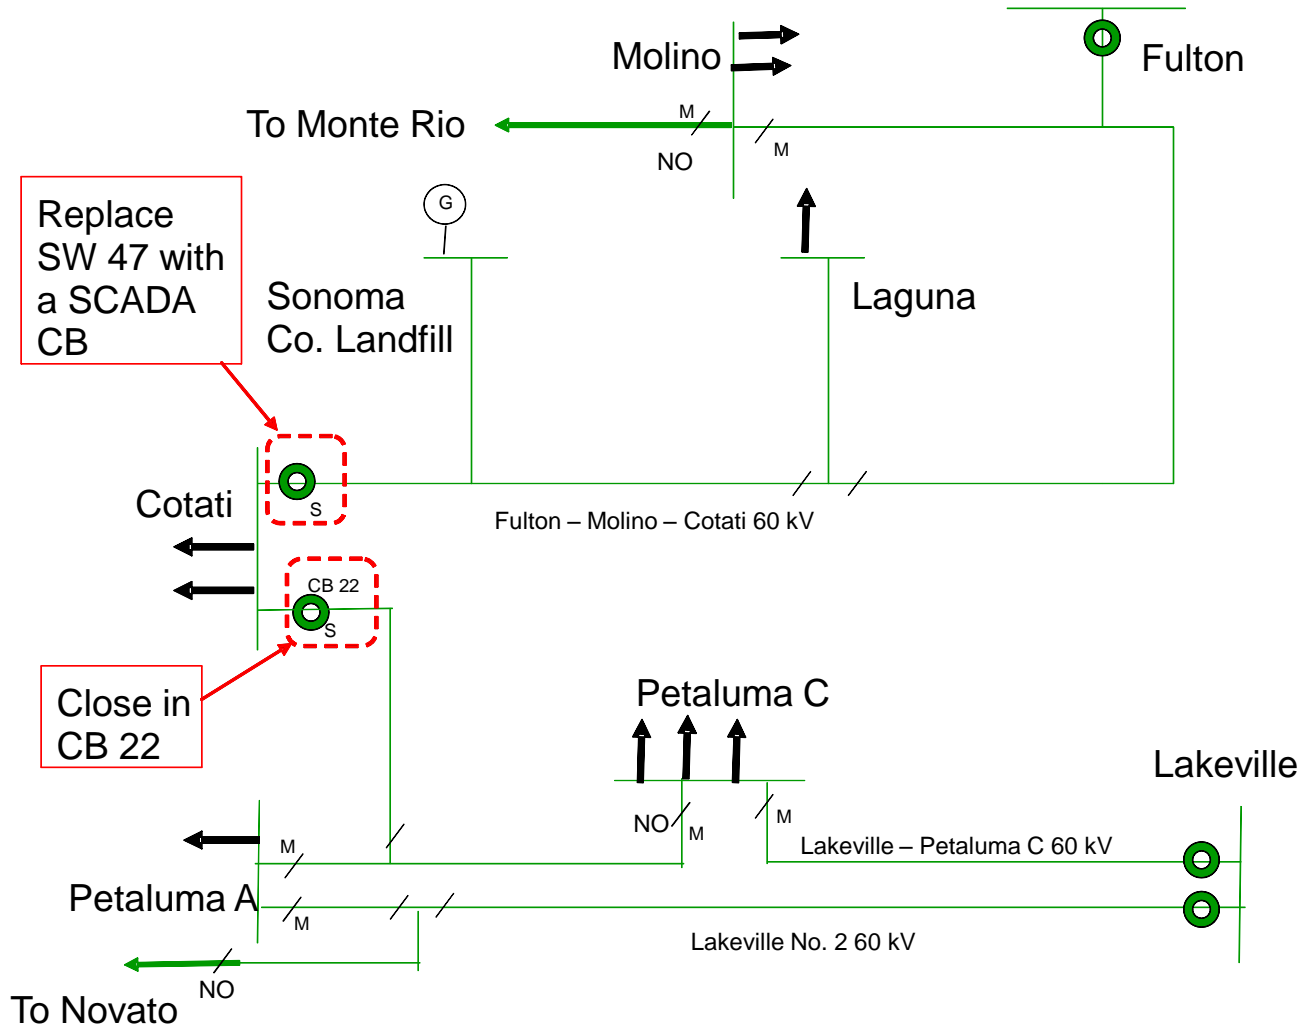 Molino
Fulton
To Monte Rio
M
M
NO
G
Replace
SW 47 with
a SCADA
CB
Sonoma
Co. Landfill
Laguna
Cotati
S
Fulton – Molino – Cotati 60 kV
CB 22
S
Close in
CB 22
Petaluma C
Lakeville
NO
M
M
M
Lakeville – Petaluma C 60 kV
Petaluma A
M
Lakeville No. 2 60 kV
NO
To Novato